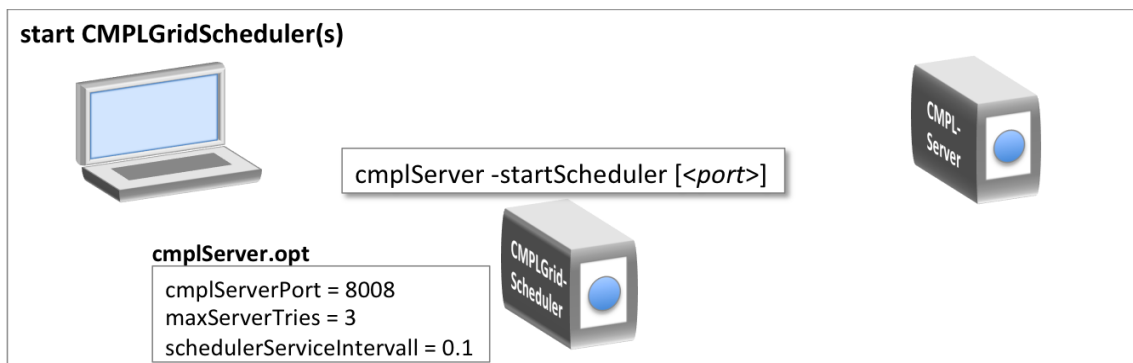 start CMPLGridScheduler(s)
CMPL-
Server
cmplServer -startScheduler [<port>]
CMPLGrid-
Scheduler
cmplServer.opt
cmplServerPort = 8008
maxServerTries = 3
schedulerServiceIntervall = 0.1